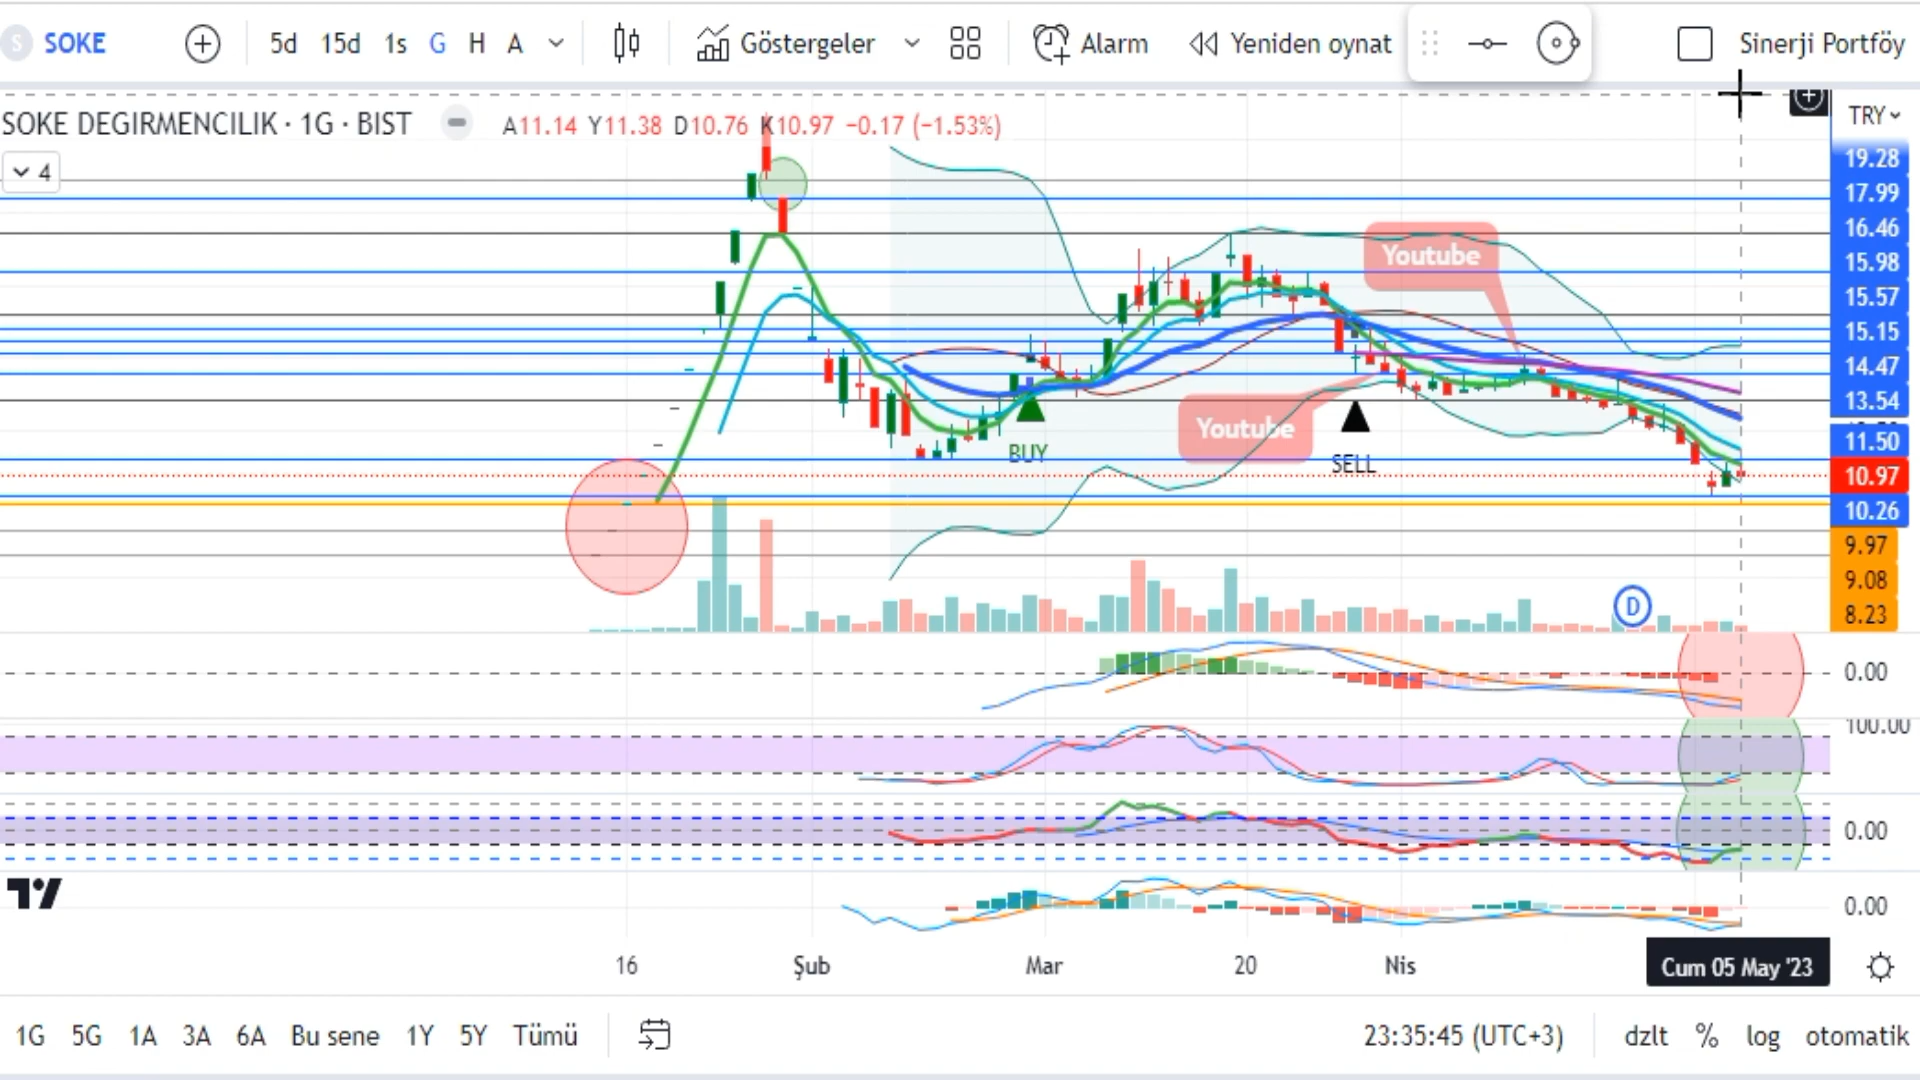 S SOKE 5d 15d 1s G H A Göstergeler Alarm Yeniden oynat Sinerji Portföy
SOKE DEGIRMENCILIK · 1G · BIST A11.14 Y11.38 D10.76 K10.97 −0.17 (−1.53%)
TRY
4
19.28
17.99
16.46
15.98
15.57
15.15
14.47
13.54
11.50
10.97
10.26
9.97
9.08
8.23
Youtube
Youtube
BUY
SELL
D
0.00
100.00
0.00
0.00
16 Şub Mar 20 Nis Cum 05 May '23
1G 5G 1A 3A 6A Bu sene 1Y 5Y Tümü 23:35:45 (UTC+3) dzlt % log otomatik